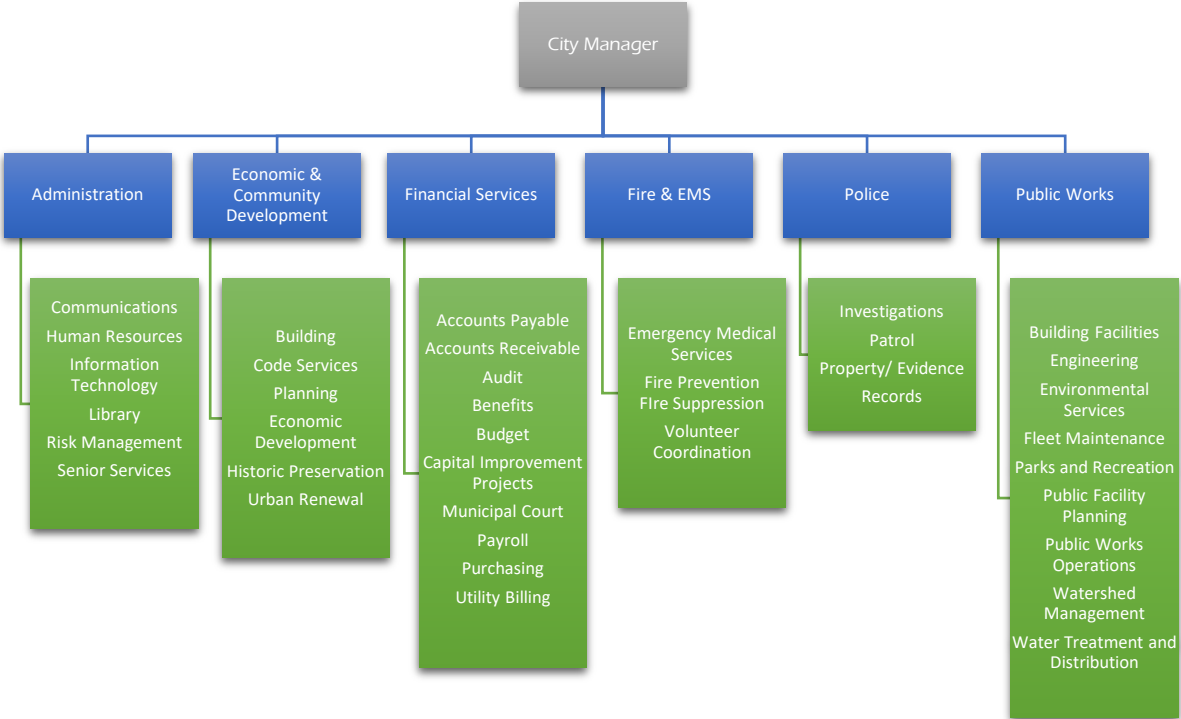 City Manager
Administration
Economic &
Community
Development
Financial Services
Fire & EMS
Police
Public Works
Communications
Human Resources
Information
Technology
Library
Risk Management
Senior Services
Building
Code Services
Planning
Economic
Development
Historic Preservation
Urban Renewal
Accounts Payable
Accounts Receivable
Audit
Benefits
Budget
Capital Improvement
Projects
Municipal Court
Payroll
Purchasing
Utility Billing
Emergency Medical
Services
Fire Prevention
FIre Suppression
Volunteer
Coordination
Investigations
Patrol
Property/ Evidence
Records
Building Facilities
Engineering
Environmental
Services
Fleet Maintenance
Parks and Recreation
Public Facility
Planning
Public Works
Operations
Watershed
Management
Water Treatment and
Distribution